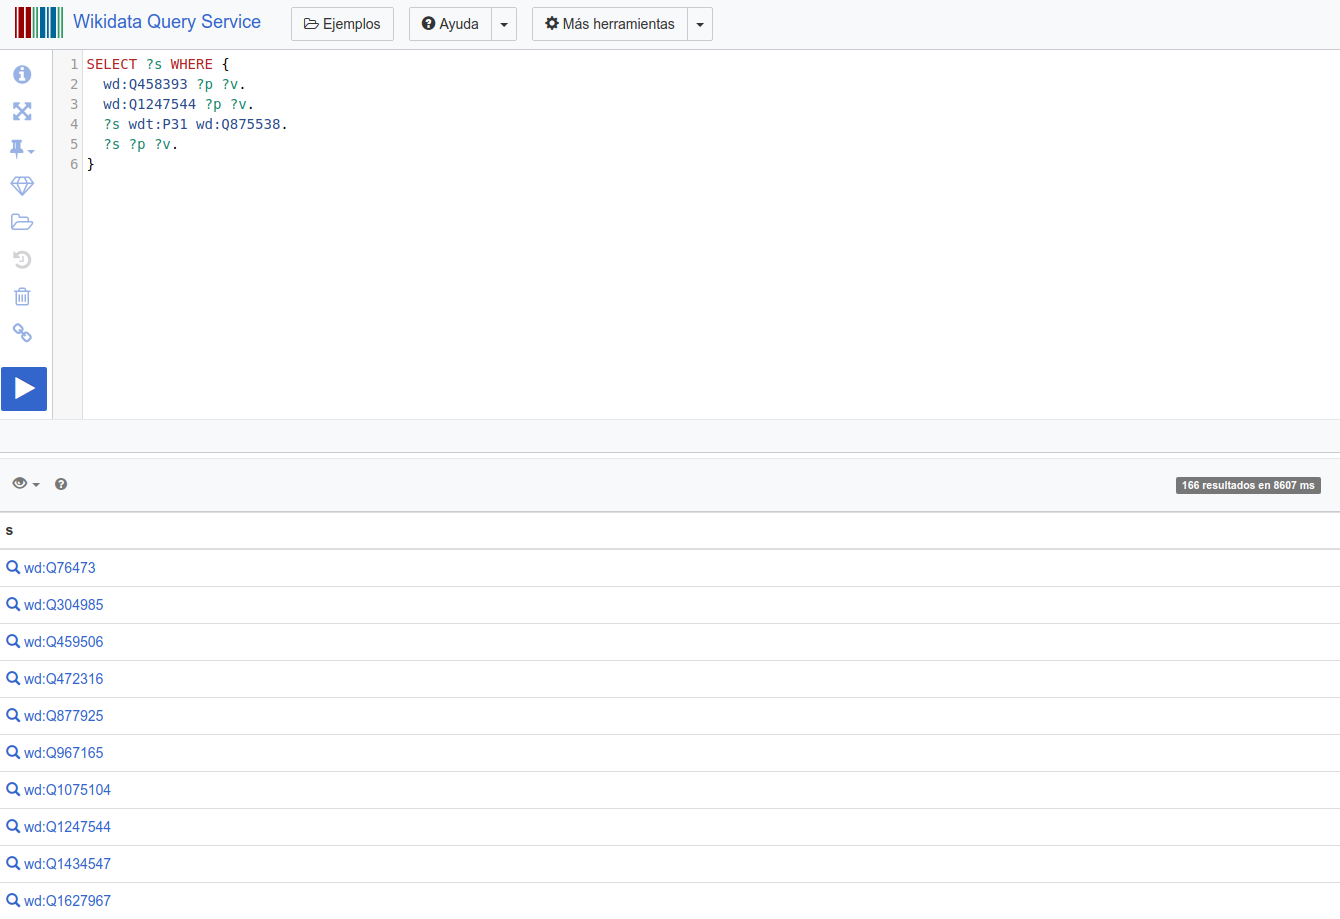 Wikidata Query Service Ejemplos Ayuda Más herramientas
1 SELECT ?s WHERE {
2 wd:Q458393 ?p ?v.
3 wd:Q1247544 ?p ?v.
4 ?s wdt:P31 wd:Q875538.
5 ?s ?p ?v.
6 }
166 resultados en 8607 ms
s
wd:Q76473
wd:Q304985
wd:Q459506
wd:Q472316
wd:Q877925
wd:Q967165
wd:Q1075104
wd:Q1247544
wd:Q1434547
wd:Q1627967